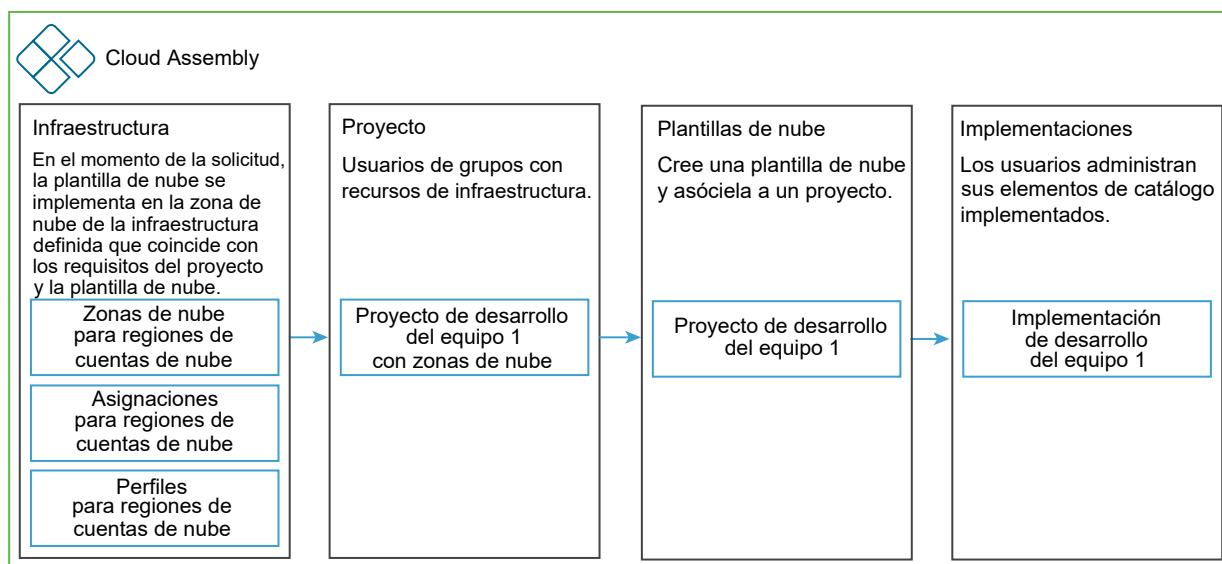 Cloud Assembly
Infraestructura
En el momento de la solicitud,
la plantilla de nube se
implementa en la zona de
nube de la infraestructura
definida que coincide con
los requisitos del proyecto
y la plantilla de nube.
Zonas de nube
para regiones de
cuentas de nube
Asignaciones
para regiones de
cuentas de nube
Perfiles
para regiones de
cuentas de nube
Proyecto
Usuarios de grupos con
recursos de infraestructura.
Proyecto de desarrollo
del equipo 1
con zonas de nube
Plantillas de nube
Cree una plantilla de nube
y asóciela a un proyecto.
Proyecto de desarrollo
del equipo 1
Implementaciones
Los usuarios administran
sus elementos de catálogo
implementados.
Implementación
de desarrollo
del equipo 1